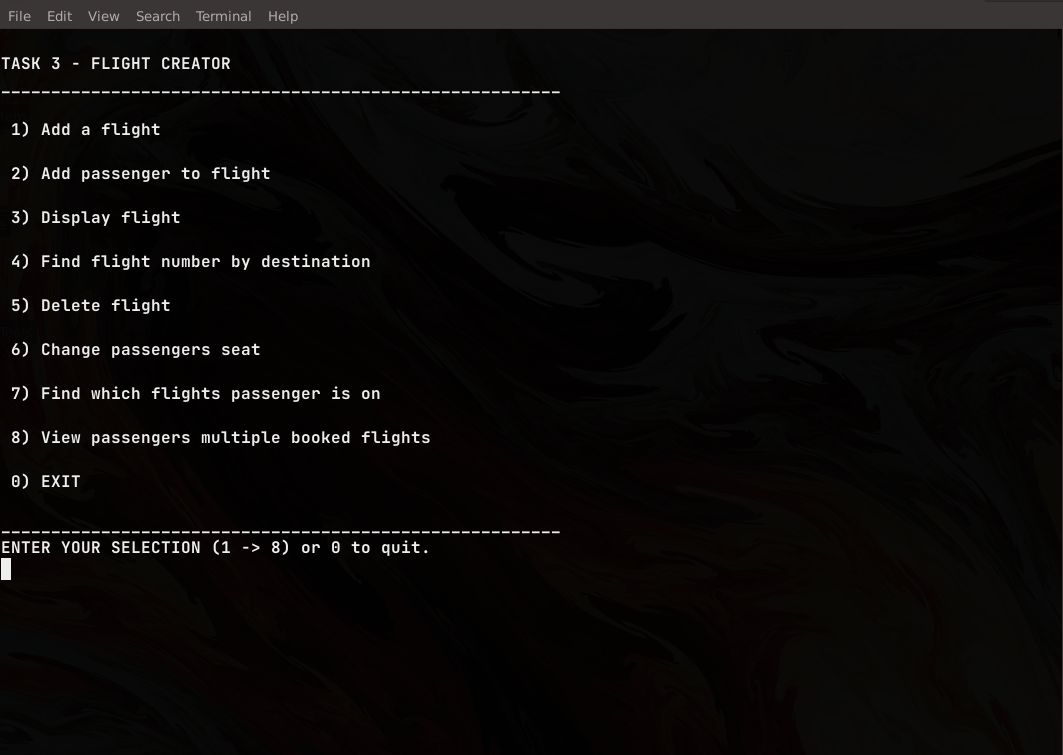 File Edit View Search Terminal Help
TASK 3 - FLIGHT CREATOR
--------------------------------------------------------
1) Add a flight
2) Add passenger to flight
3) Display flight
4) Find flight number by destination
5) Delete flight
6) Change passengers seat
7) Find which flights passenger is on
8) View passengers multiple booked flights
0) EXIT
--------------------------------------------------------
ENTER YOUR SELECTION (1 -> 8) or 0 to quit.